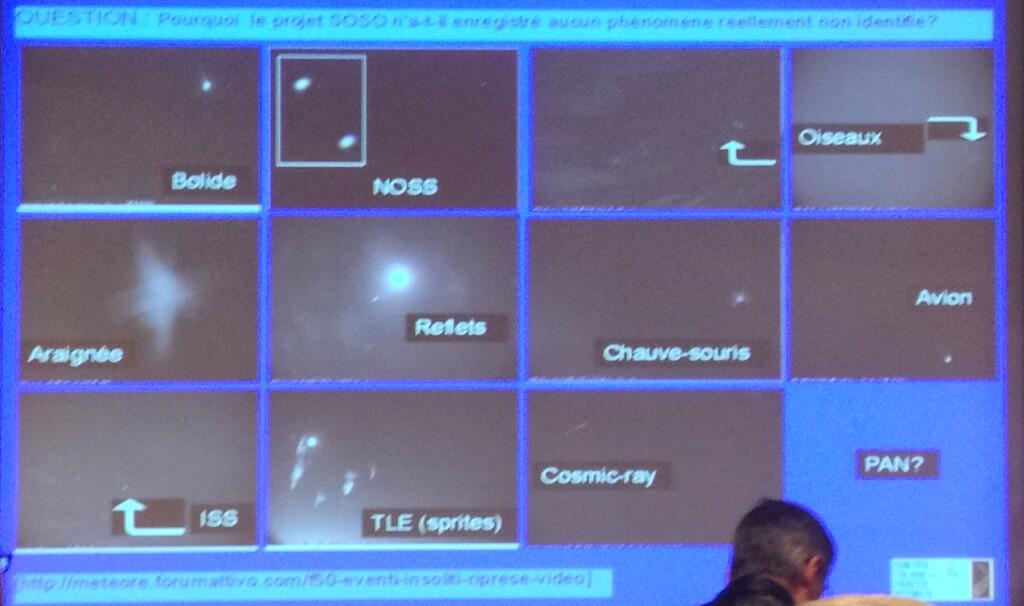 QUESTION : Pourquoi le projet SOSO n'a-t-il enregistré aucun phénomène réellement non identifié?
Bolide
NOSS
Oiseaux
Araignée
Reflets
Chauve-souris
Avion
ISS
TLE (sprites)
Cosmic-ray
PAN?
[http://meteore.forumattivo.com/f50-eventi-insoliti-riprese-video]